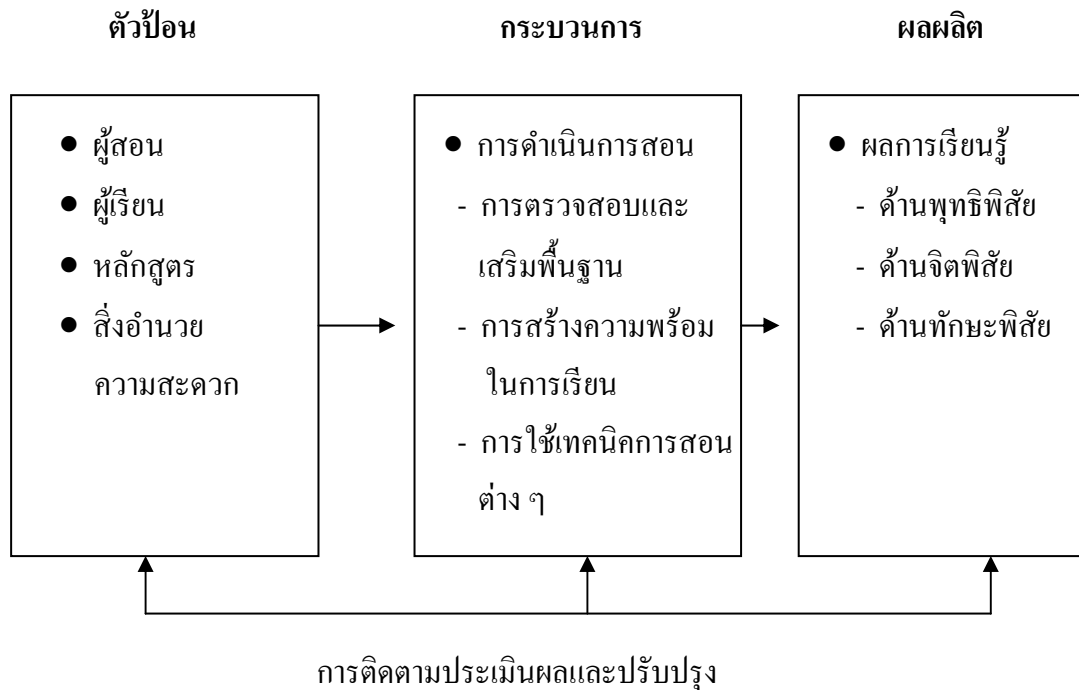 ตัวป้อน
● ผู้สอน
● ผู้เรียน
● หลักสูตร
● สิ่งอำนวย
ความสะดวก
กระบวนการ
● การดำเนินการสอน
- การตรวจสอบและ
เสริมพื้นฐาน
- การสร้างความพร้อม
ในการเรียน
- การใช้เทคนิคการสอน
ต่าง ๆ
ผลผลิต
● ผลการเรียนรู้
- ด้านพุทธิพิสัย
- ด้านจิตพิสัย
- ด้านทักษะพิสัย
การติดตามประเมินผลและปรับปรุง